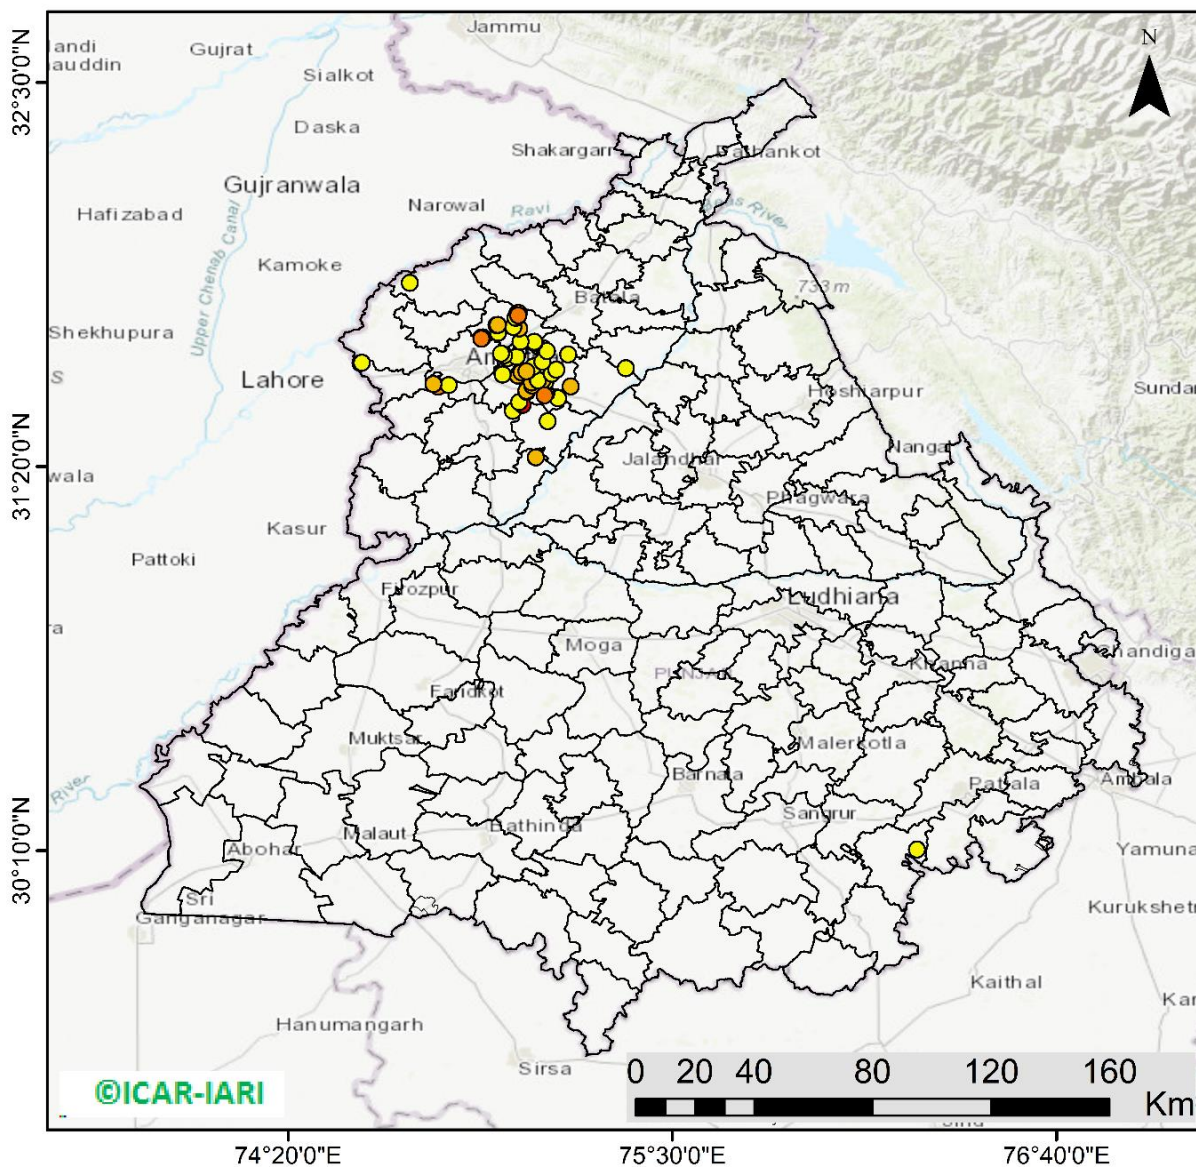 Jammu
N
Gujrat
auddin
Sialkot
32°30'0"N
Daska
Shakargarr
Pathankot
Gujranwala
Hafizabad
Narowal
Ravi
Beas River
Upper Chenab Canal
Kamoke
733 m
Batala
Shekhupura
Lahore
Hoshiarpur
Sundar
31°20'0"N
Nangal
Jalandhar
wala
Phagwara
Kasur
Pattoki
Firozpur
Ludhiana
Moga
Chandiga
PUNJAB
Khanna
Faridkot
Muktsar
Malerkotla
River
Barnala
Patiala
Ambala
Sangrur
Bathinda
Malaut
30°10'0"N
Abohar
Yamuna
Sri
Ganganagar
Kurukshetr
Kaithal
Kar
Hanumangarh
Sirsa
©ICAR-IARI
0 20 40 80 120 160
Km
74°20'0"E 75°30'0"E 76°40'0"E